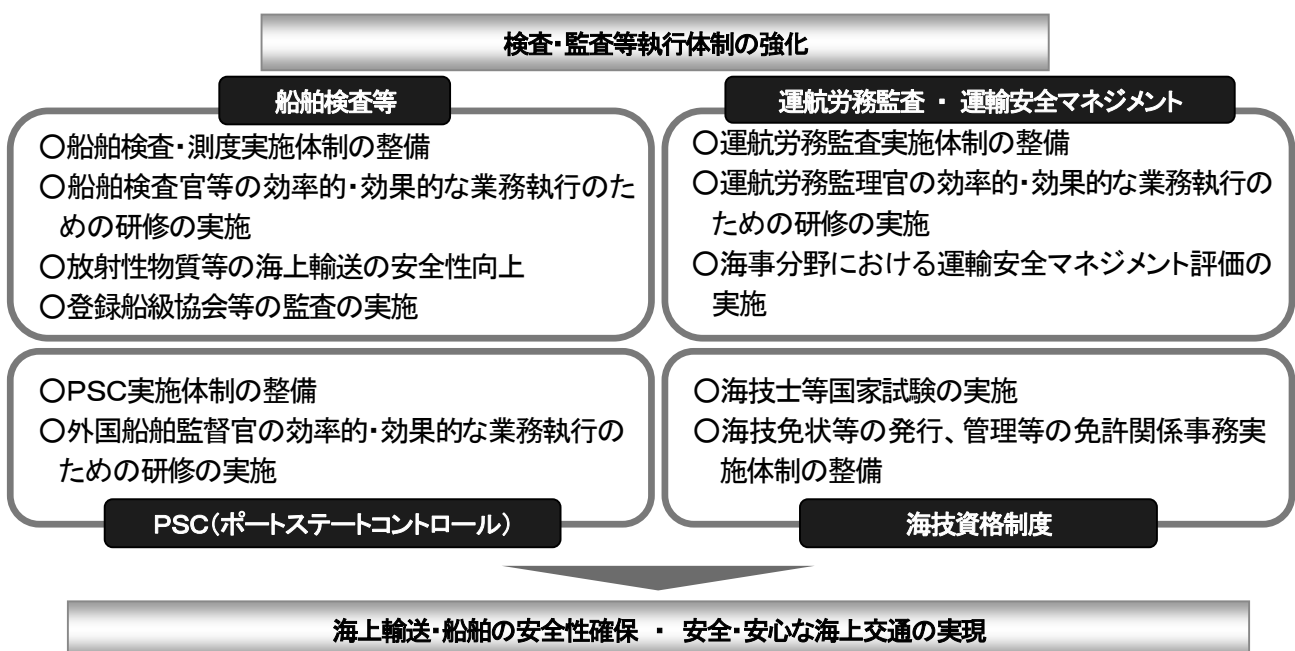 検査・監査等執行体制の強化
船舶検査等
○船舶検査・測度実施体制の整備
○船舶検査官等の効率的・効果的な業務執行のた
めの研修の実施
○放射性物質等の海上輸送の安全性向上
○登録船級協会等の監査の実施
運航労務監査 ・ 運輸安全マネジメント
○運航労務監査実施体制の整備
○運航労務監理官の効率的・効果的な業務執行の
ための研修の実施
○海事分野における運輸安全マネジメント評価の
実施
○PSC実施体制の整備
○外国船舶監督官の効率的・効果的な業務執行の
ための研修の実施
PSC(ポートステートコントロール)
○海技士等国家試験の実施
○海技免状等の発行、管理等の免許関係事務実
施体制の整備
海技資格制度
海上輸送・船舶の安全性確保 ・ 安全・安心な海上交通の実現